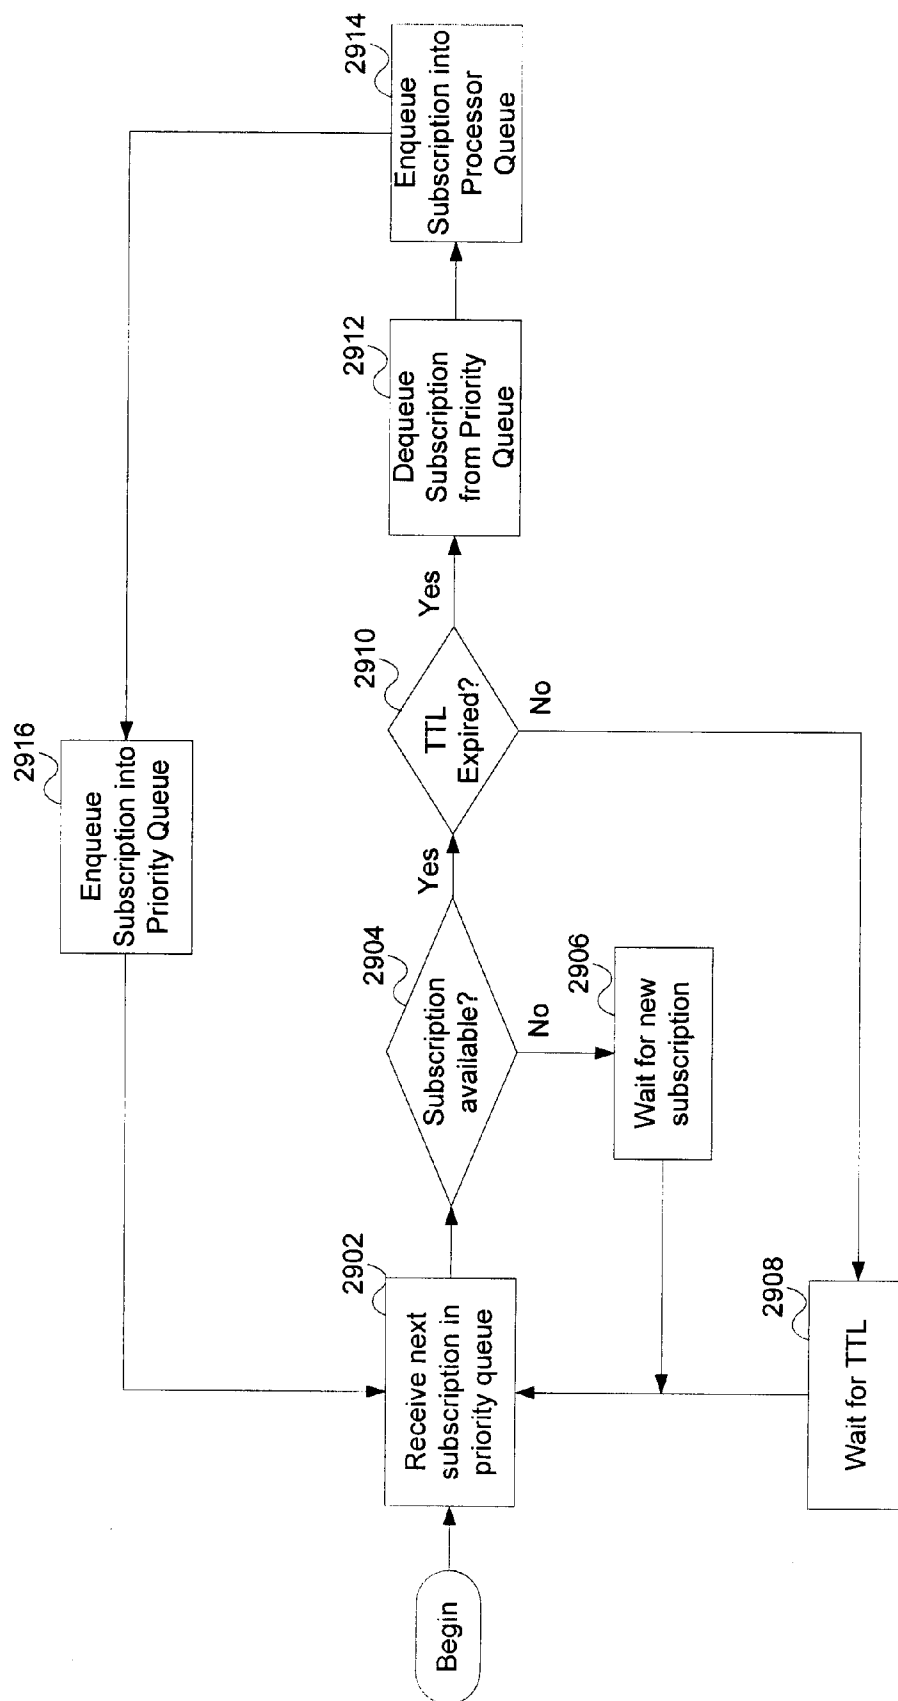 Begin
2902
Receive next
subscription in
priority queue
2904
Subscription
available?
Yes
No
2906
Wait for new
subscription
2908
Wait for TTL
2910
TTL
Expired?
Yes
No
2912
Dequeue
Subscription
from Priority
Queue
2914
Enqueue
Subscription into
Processor
Queue
2916
Enqueue
Subscription into
Priority Queue